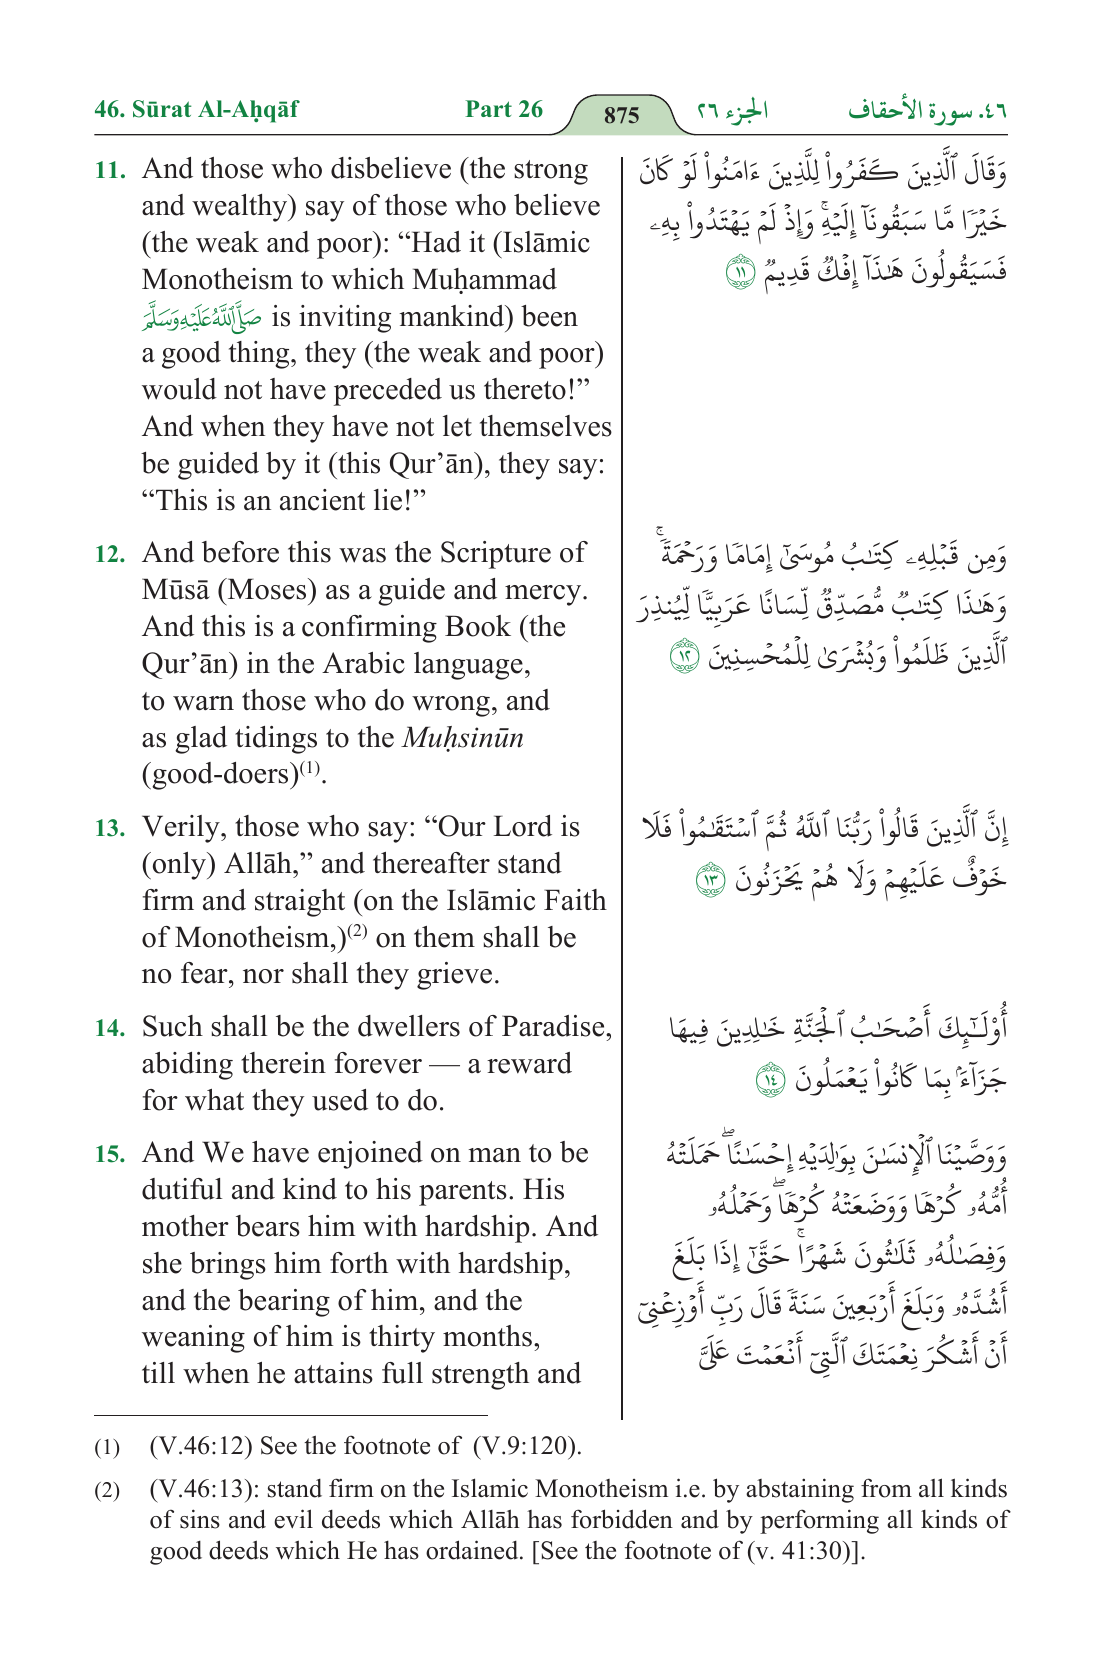 46. Sūrat Al-Aḥqāf Part 26 875 الجزء ٢٦ ٤٦. سورة الأحقاف
11. And those who disbelieve (the strong
and wealthy) say of those who believe
(the weak and poor): “Had it (Islāmic
Monotheism to which Muḥammad
صَلَّى ٱللَّهُ عَلَيْهِ وَسَلَّمَ is inviting mankind) been
a good thing, they (the weak and poor)
would not have preceded us thereto!”
And when they have not let themselves
be guided by it (this Qur’ān), they say:
“This is an ancient lie!”
وَقَالَ ٱلَّذِينَ كَفَرُواْ لِلَّذِينَ ءَامَنُواْ لَوْ كَانَ
خَيْرًا مَّا سَبَقُونَآ إِلَيْهِۚ وَإِذْ لَمْ يَهْتَدُواْ بِهِۦ
فَسَيَقُولُونَ هَـٰذَآ إِفْكٌ قَدِيمٌ ١١
12. And before this was the Scripture of
Mūsā (Moses) as a guide and mercy.
And this is a confirming Book (the
Qur’ān) in the Arabic language,
to warn those who do wrong, and
as glad tidings to the Muḥsinūn
(good-doers)(1).
وَمِن قَبْلِهِۦ كِتَـٰبُ مُوسَىٰٓ إِمَامًا وَرَحْمَةًۚ
وَهَـٰذَا كِتَـٰبٌ مُّصَدِّقٌ لِّسَانًا عَرَبِيًّا لِّيُنذِرَ
ٱلَّذِينَ ظَلَمُواْ وَبُشْرَىٰ لِلْمُحْسِنِينَ ١٢
13. Verily, those who say: “Our Lord is
(only) Allāh,” and thereafter stand
firm and straight (on the Islāmic Faith
of Monotheism,)(2) on them shall be
no fear, nor shall they grieve.
إِنَّ ٱلَّذِينَ قَالُواْ رَبُّنَا ٱللَّهُ ثُمَّ ٱسْتَقَـٰمُواْ فَلَا
خَوْفٌ عَلَيْهِمْ وَلَا هُمْ يَحْزَنُونَ ١٣
14. Such shall be the dwellers of Paradise,
abiding therein forever — a reward
for what they used to do.
أُوْلَـٰٓئِكَ أَصْحَـٰبُ ٱلْجَنَّةِ خَـٰلِدِينَ فِيهَا
جَزَآءًۢ بِمَا كَانُواْ يَعْمَلُونَ ١٤
15. And We have enjoined on man to be
dutiful and kind to his parents. His
mother bears him with hardship. And
she brings him forth with hardship,
and the bearing of him, and the
weaning of him is thirty months,
till when he attains full strength and
وَوَصَّيْنَا ٱلْإِنسَـٰنَ بِوَٰلِدَيْهِ إِحْسَـٰنًاۖ حَمَلَتْهُ
أُمُّهُۥ كُرْهًا وَوَضَعَتْهُ كُرْهًاۖ وَحَمْلُهُۥ
وَفِصَـٰلُهُۥ ثَلَـٰثُونَ شَهْرًاۚ حَتَّىٰٓ إِذَا بَلَغَ
أَشُدَّهُۥ وَبَلَغَ أَرْبَعِينَ سَنَةً قَالَ رَبِّ أَوْزِعْنِىٓ
أَنْ أَشْكُرَ نِعْمَتَكَ ٱلَّتِىٓ أَنْعَمْتَ عَلَىَّ
(1) (V.46:12) See the footnote of (V.9:120).
(2) (V.46:13): stand firm on the Islamic Monotheism i.e. by abstaining from all kinds
of sins and evil deeds which Allāh has forbidden and by performing all kinds of
good deeds which He has ordained. [See the footnote of (v. 41:30)].